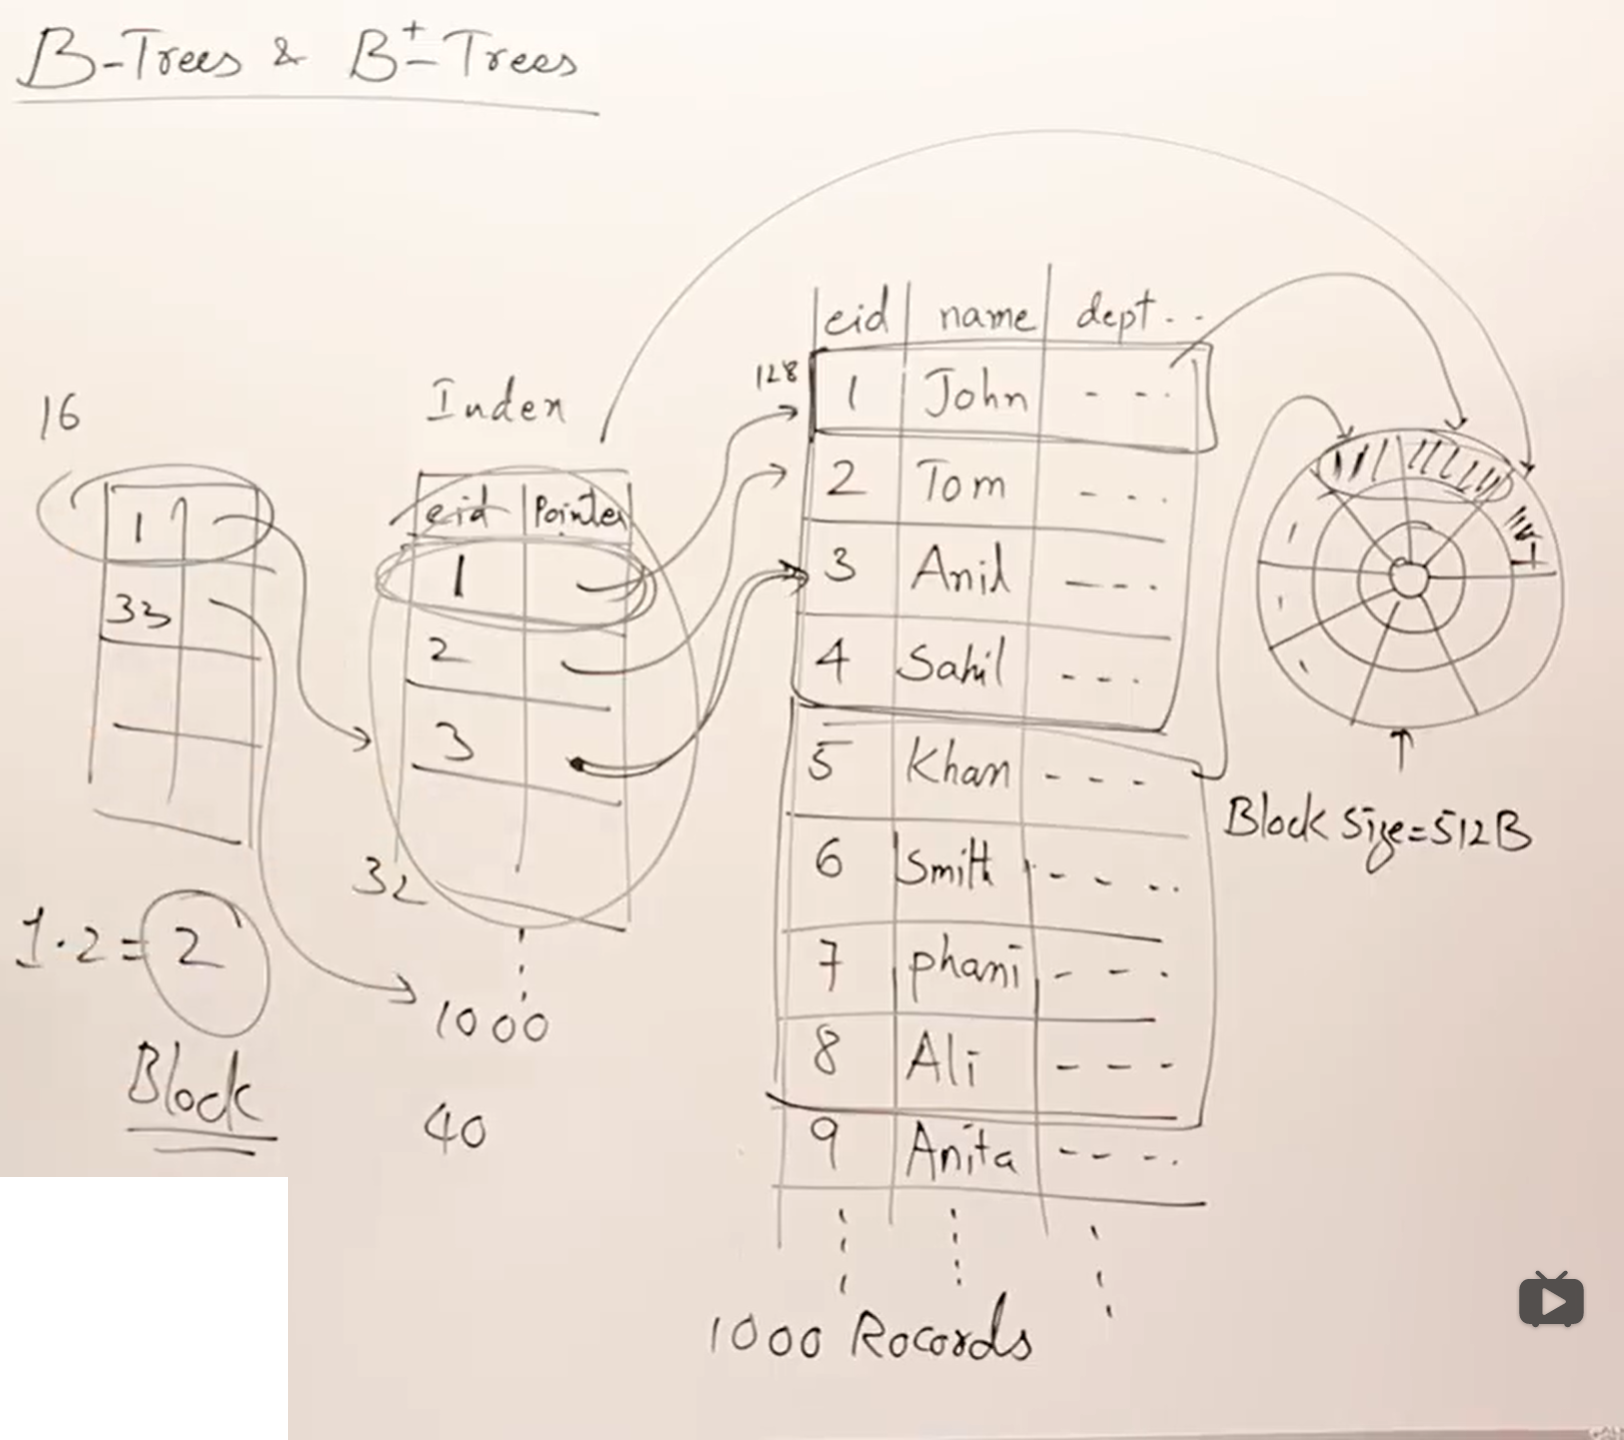 B-Trees & B+-Trees
16
1
33
1.2 = 2
Block
Index
eid Pointer
1
2
3
32
1000
40
128
eid name dept..
1 John - - -
2 Tom - - -
3 Anil - - -
4 Sahil - - -
5 Khan - - -
6 Smith - - - -
7 phani - - -
8 Ali - - -
9 Anita - - - -
1000 Rocords
Block Size=512B